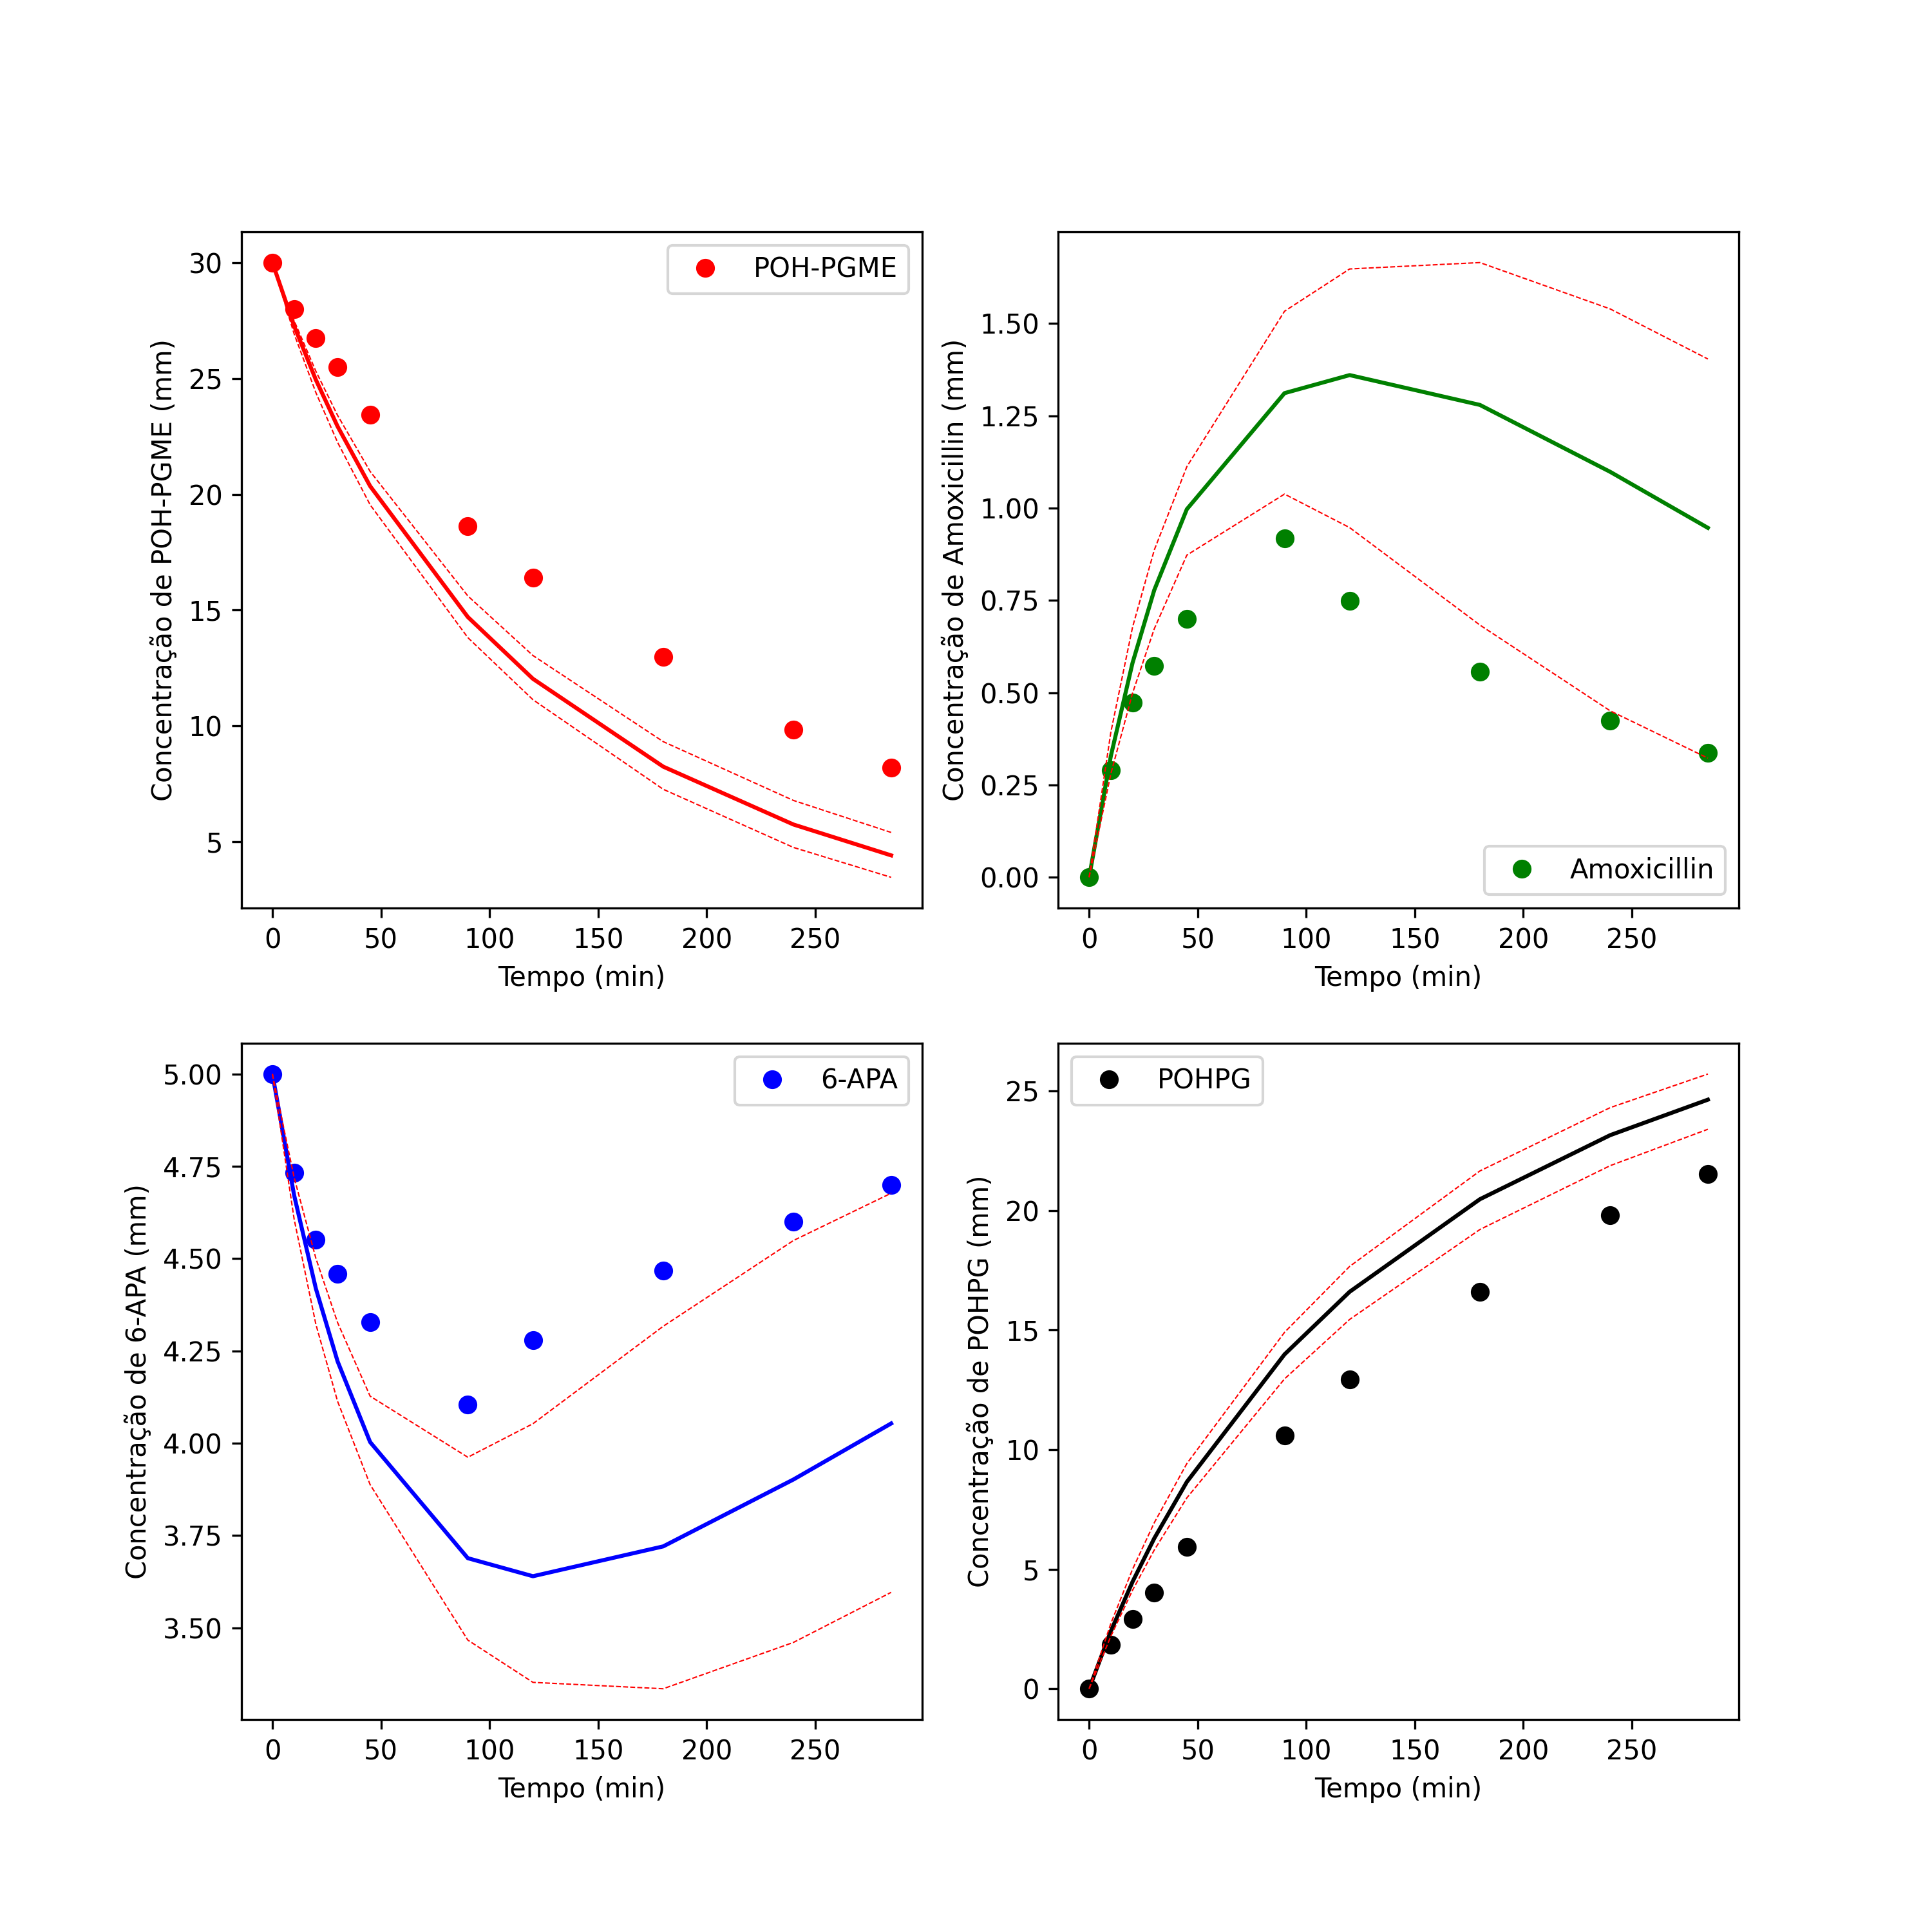 POH-PGME
Concentração de POH-PGME (mm)
30
25
20
15
10
5
0 50 100 150 200 250
Tempo (min)
Amoxicillin
Concentração de Amoxicillin (mm)
1.50
1.25
1.00
0.75
0.50
0.25
0.00
0 50 100 150 200 250
Tempo (min)
6-APA
Concentração de 6-APA (mm)
5.00
4.75
4.50
4.25
4.00
3.75
3.50
0 50 100 150 200 250
Tempo (min)
POHPG
Concentração de POHPG (mm)
25
20
15
10
5
0
0 50 100 150 200 250
Tempo (min)